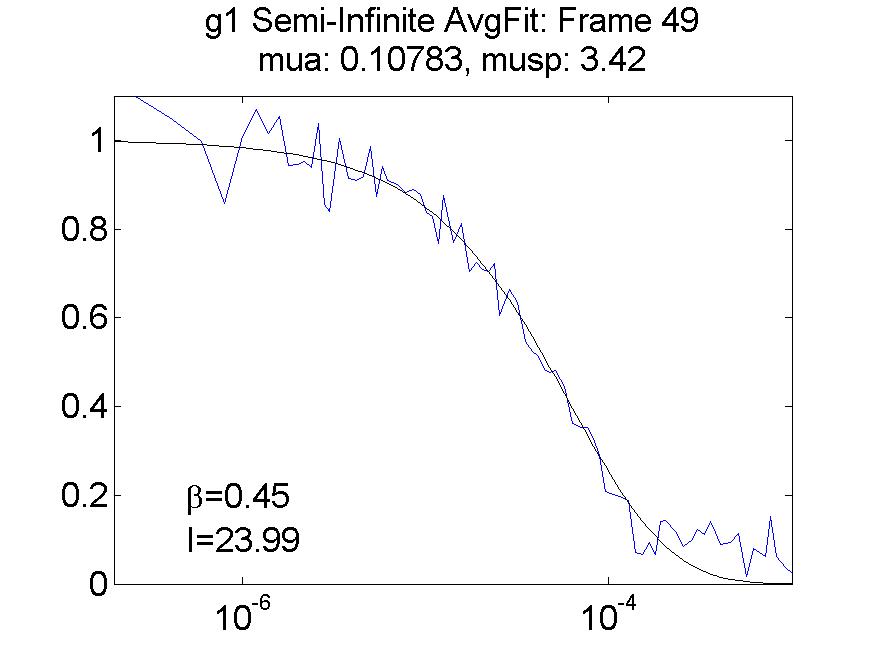 g1 Semi-Infinite AvgFit: Frame 49
mua: 0.10783, musp: 3.42
1
0.8
0.6
0.4
0.2
0
β=0.45
I=23.99
10^-6
10^-4